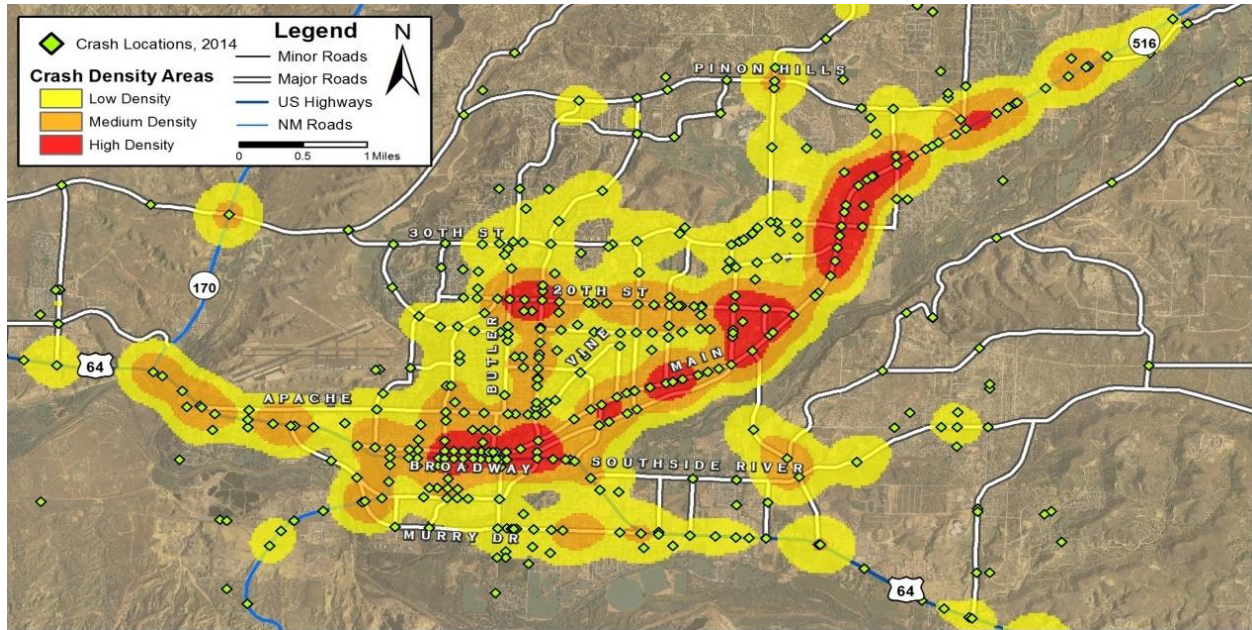 Legend
N
Crash Locations, 2014
Minor Roads
Crash Density Areas
Major Roads
Low Density
US Highways
Medium Density
NM Roads
High Density
0 0.5 1 Miles
516
PINON HILLS
30TH ST
170
20TH ST
BUTLER
VINE
MAIN
64
APACHE
BROADWAY
SOUTHSIDE RIVER
MURRY DR
64